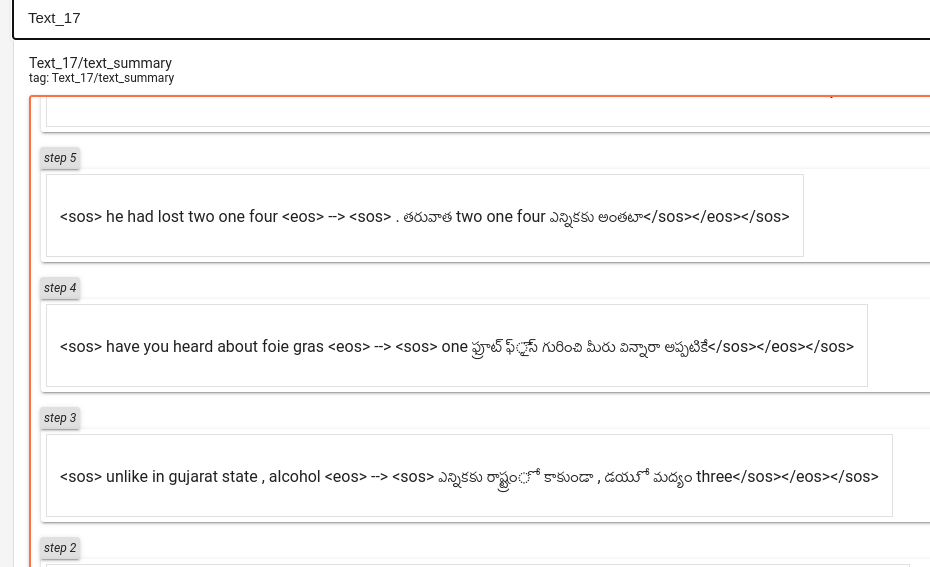 Text_17
Text_17/text_summary
tag: Text_17/text_summary
step 5
<sos> he had lost two one four <eos> --> <sos> . తరువాత two one four ఎన్నికకు అంతటా</sos></eos></sos>
step 4
<sos> have you heard about foie gras <eos> --> <sos> one ఫ్రూట్ ఫ్ైస్ గురించి మీరు విన్నారా అప్పటికే</sos></eos></sos>
step 3
<sos> unlike in gujarat state , alcohol <eos> --> <sos> ఎన్నికకు రాష్ట్రంో కాకుండా , డయుో మద్యం three</sos></eos></sos>
step 2